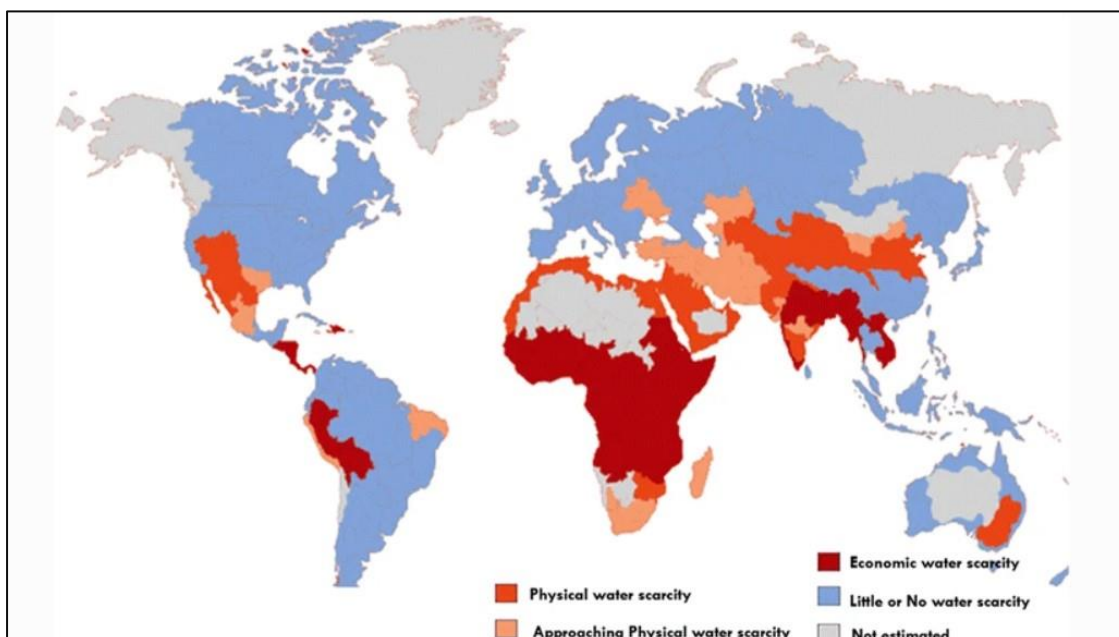 Economic water scarcity
Physical water scarcity
Little or No water scarcity
Approaching Physical water scarcity
Not estimated